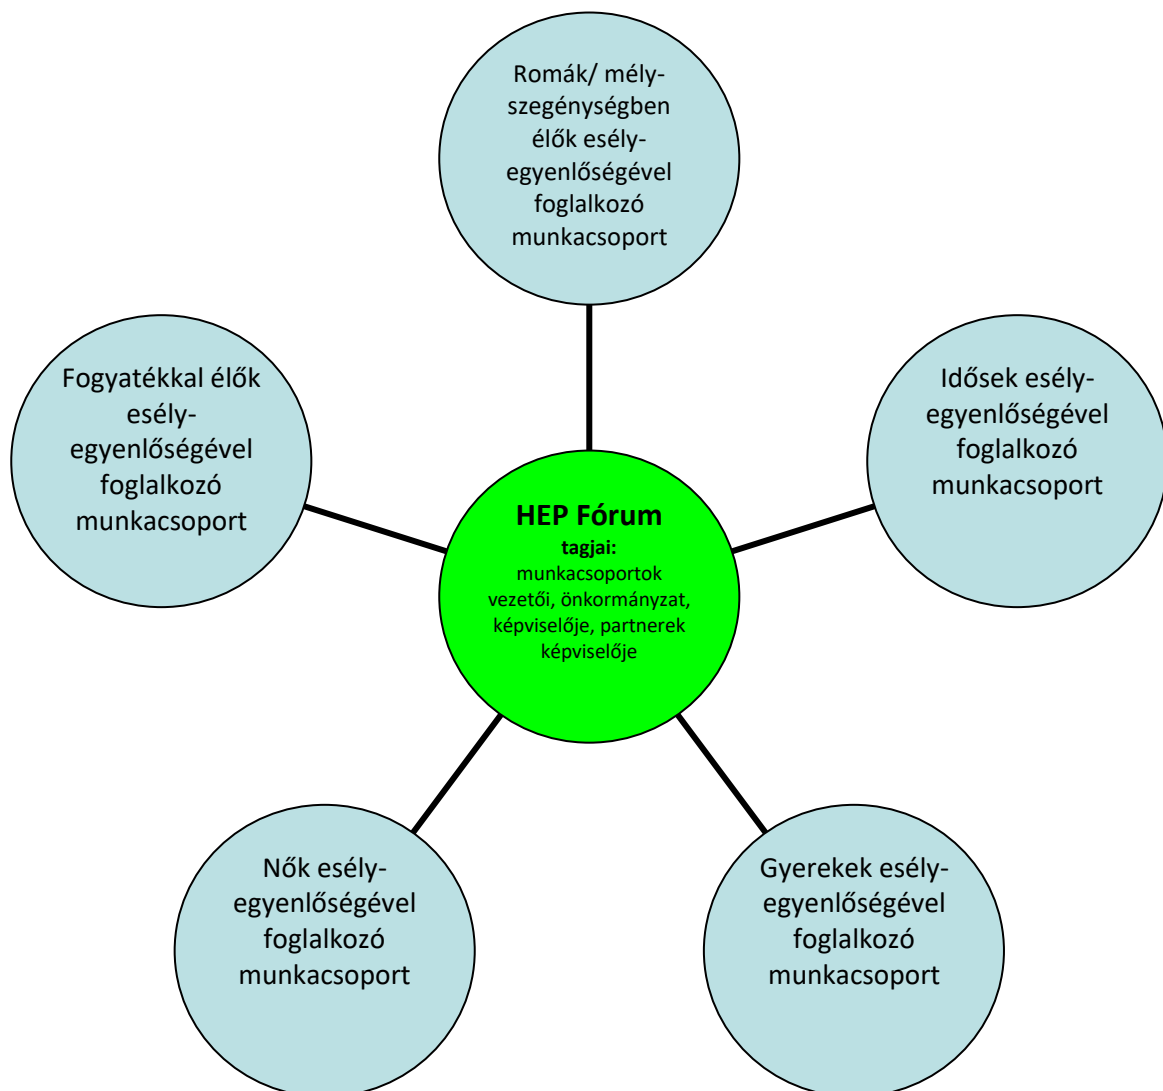 Romák/ mély-
szegénységben
élők esély-
egyenlőségével
foglalkozó
munkacsoport
Fogyatékkal élők
esély-
egyenlőségével
foglalkozó
munkacsoport
Idősek esély-
egyenlőségével
foglalkozó
munkacsoport
HEP Fórum
tagjai:
munkacsoportok
vezetői, önkormányzat,
képviselője, partnerek
képviselője
Nők esély-
egyenlőségével
foglalkozó
munkacsoport
Gyerekek esély-
egyenlőségével
foglalkozó
munkacsoport